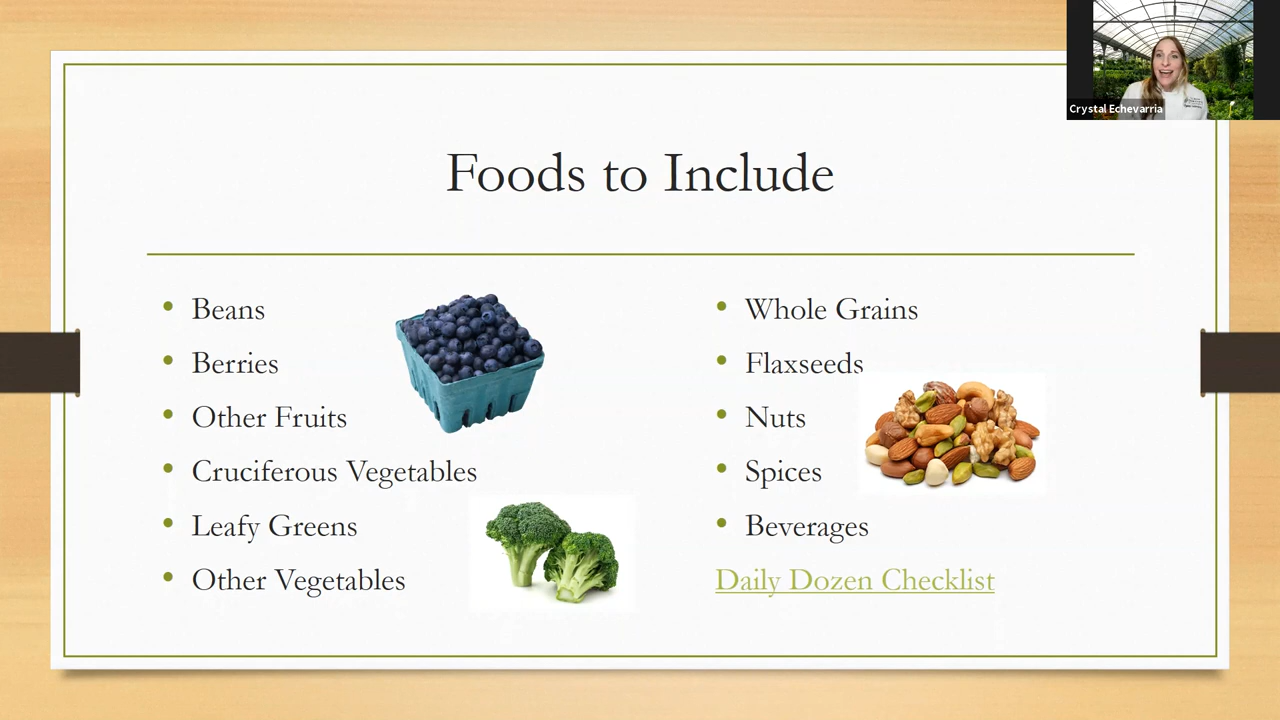 Crystal Echevarria
Foods to Include
Beans
Berries
Other Fruits
Cruciferous Vegetables
Leafy Greens
Other Vegetables
Whole Grains
Flaxseeds
Nuts
Spices
Beverages
Daily Dozen Checklist